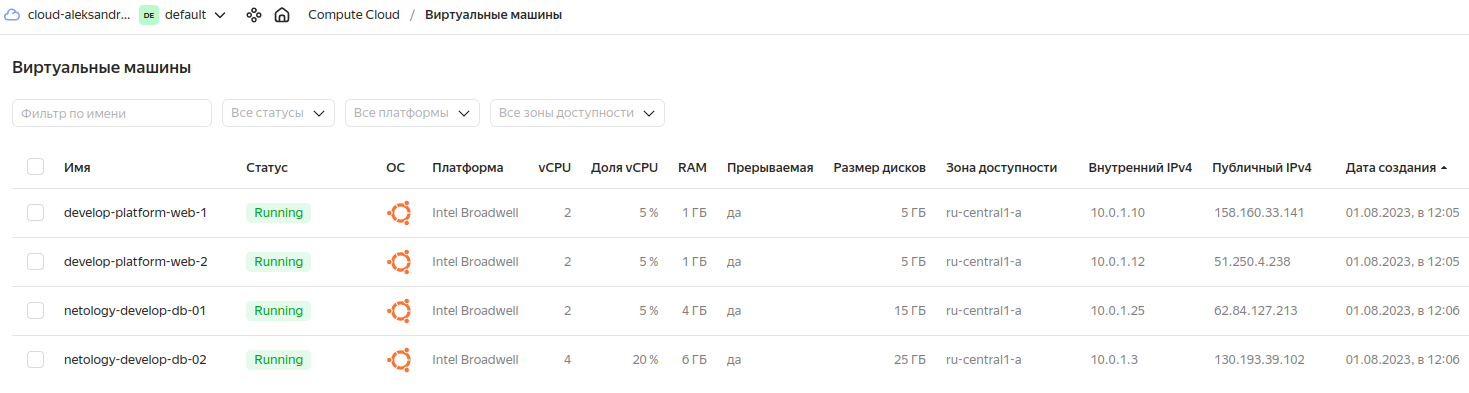 cloud-aleksandr... DE default Compute Cloud / Виртуальные машины
Виртуальные машины
Фильтр по имени Все статусы Все платформы Все зоны доступности
Имя Статус ОС Платформа vCPU Доля vCPU RAM Прерываемая Размер дисков Зона доступности Внутренний IPv4 Публичный IPv4 Дата создания
develop-platform-web-1 Running Intel Broadwell 2 5 % 1 ГБ да 5 ГБ ru-central1-a 10.0.1.10 158.160.33.141 01.08.2023, в 12:05
develop-platform-web-2 Running Intel Broadwell 2 5 % 1 ГБ да 5 ГБ ru-central1-a 10.0.1.12 51.250.4.238 01.08.2023, в 12:05
netology-develop-db-01 Running Intel Broadwell 2 5 % 4 ГБ да 15 ГБ ru-central1-a 10.0.1.25 62.84.127.213 01.08.2023, в 12:06
netology-develop-db-02 Running Intel Broadwell 4 20 % 6 ГБ да 25 ГБ ru-central1-a 10.0.1.3 130.193.39.102 01.08.2023, в 12:06